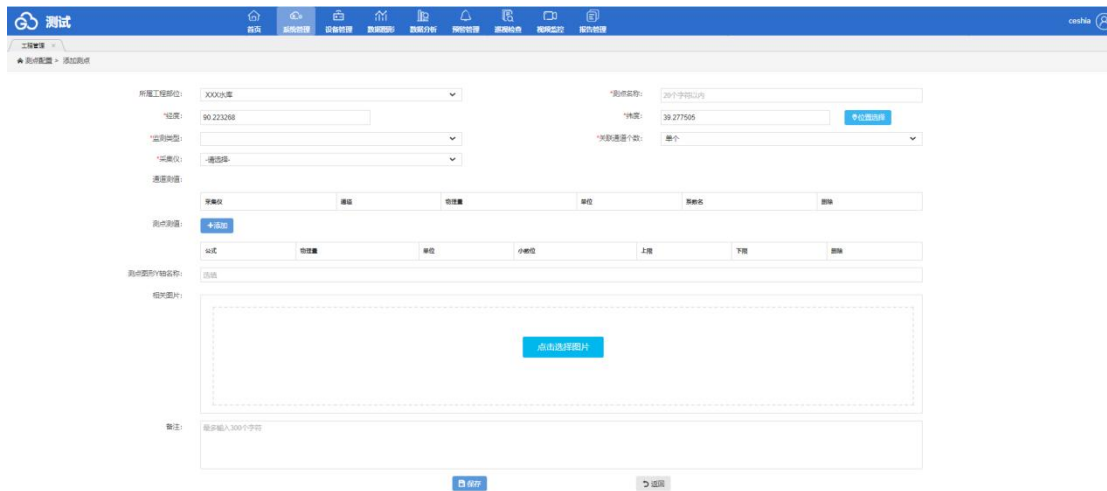 测试
首页 系统管理 设备管理 数据图形 数据分析 预警管理 巡视检查 视频监控 报告管理
ceshia
工程管理 ×
测点配置 > 添加测点
所属工程部位: XXX水库 *测点名称: 20个字符以内
*经度: 90.223268 *纬度: 39.277505 位置选择
*监测类型: *关联通道个数: 单个
*采集仪: -请选择-
通道测值:
采集仪 通道 物理量 单位 系数名 删除
测点测值: +添加
公式 物理量 单位 小数位 上限 下限 删除
测点图形Y轴名称: 选填
相关图片:
点击选择图片
备注: 最多输入300个字符
保存 返回